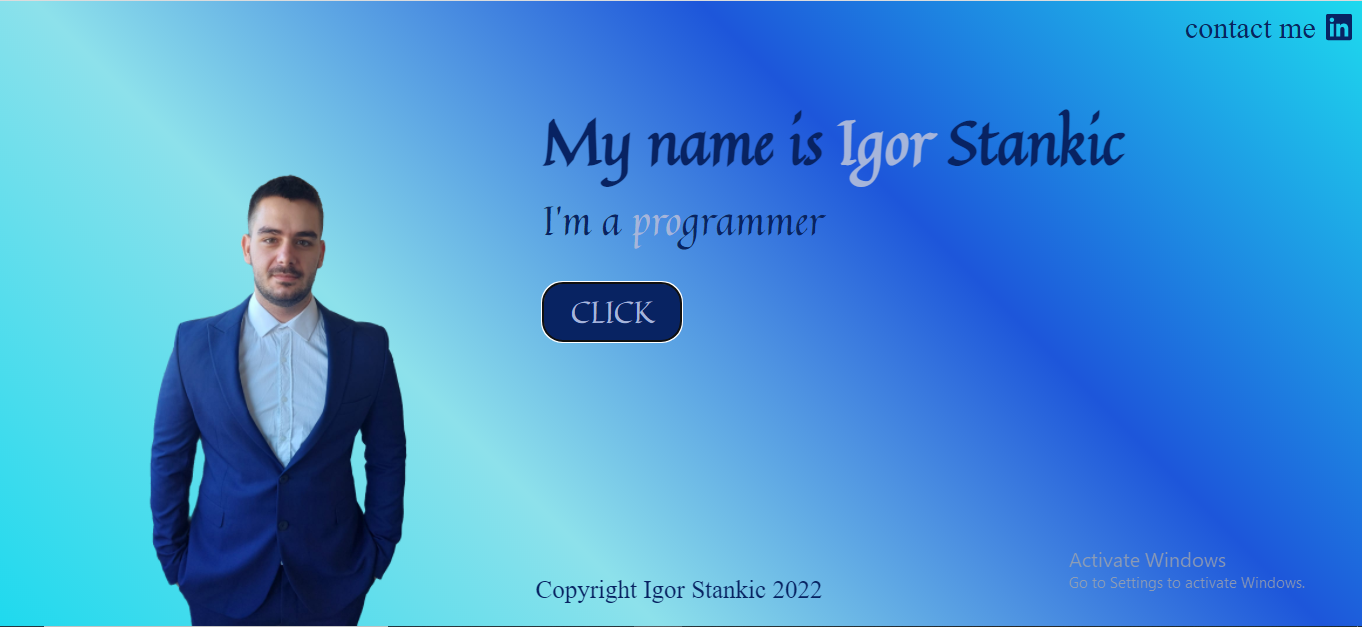 contact me in
My name is Igor Stankic
I'm a programmer
CLICK
Activate Windows
Go to Settings to activate Windows.
Copyright Igor Stankic 2022